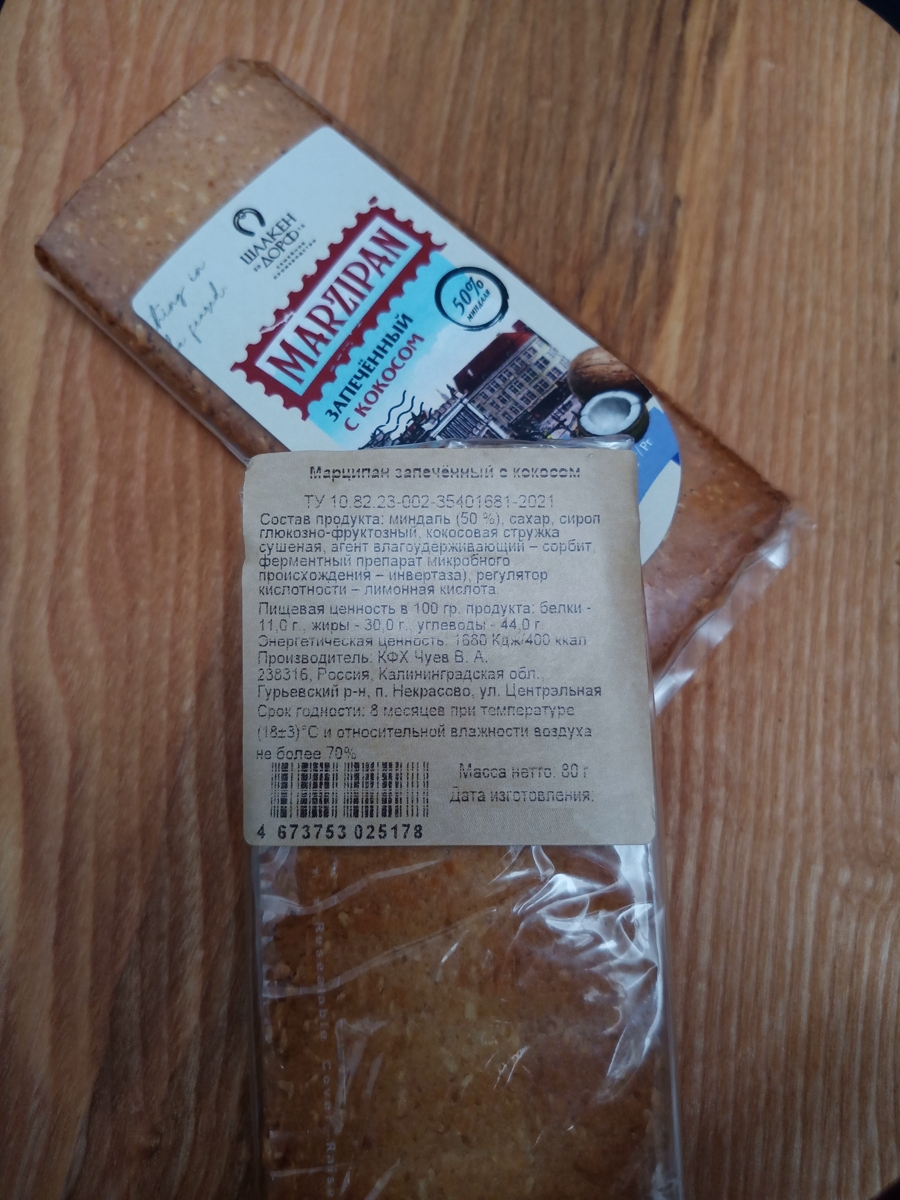 ШАЛКЕН
ДОРФ
MARZIPAN
ЗАПЕЧЁННЫЙ
С КОКОСОМ
50%
МИНДАЛЯ
Марципан запечённый с кокосом
ТУ 10.82.23-002-35401681-2021
Состав продукта: миндаль (50 %), сахар, сироп
глюкозно-фруктозный, кокосовая стружка
сушеная, агент влагоудерживающий – сорбит,
ферментный препарат микробного
происхождения – инвертаза), регулятор
кислотности – лимонная кислота.
Пищевая ценность в 100 гр. продукта: белки -
11,0 г., жиры - 30,0 г., углеводы - 44,0 г.
Энергетическая ценность: 1680 Кдж/400 ккал
Производитель: КФХ Чуев В. А.
238316, Россия, Калининградская обл.,
Гурьевский р-н, п. Некрасово, ул. Центральная
Срок годности: 8 месяцев при температуре
(18±3)°С и относительной влажности воздуха
не более 70%
Масса нетто: 80 г
Дата изготовления:
4 673753 025178